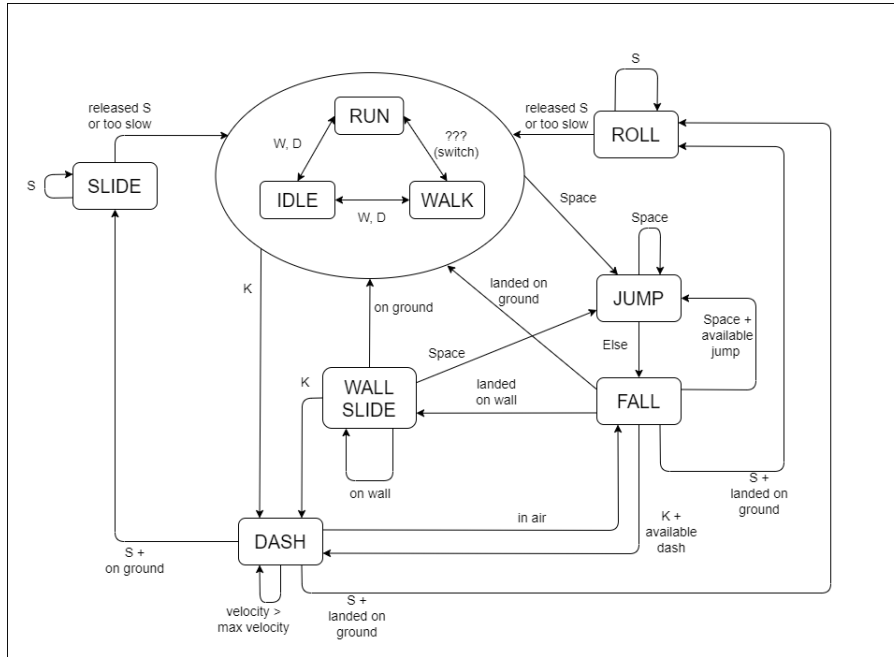 S
released S
or too slow
RUN
released S
or too slow
ROLL
W, D
???
(switch)
S
SLIDE
IDLE
WALK
W, D
Space
Space
K
landed on
ground
JUMP
on ground
Space +
available
jump
Space
Else
K
WALL
SLIDE
landed
on wall
FALL
on wall
S +
landed on
ground
in air
K +
available
dash
DASH
S +
on ground
velocity >
max velocity
S +
landed on
ground